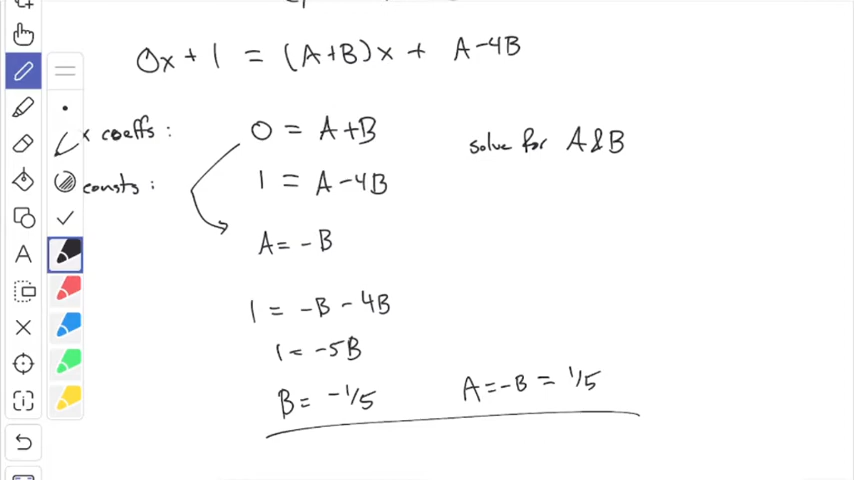 0x + 1 = (A+B)x + A-4B
x coeffs : 0 = A+B solve for A&B
consts : 1 = A-4B
A = -B
1 = -B - 4B
1 = -5B
B = -1/5 A = -B = 1/5